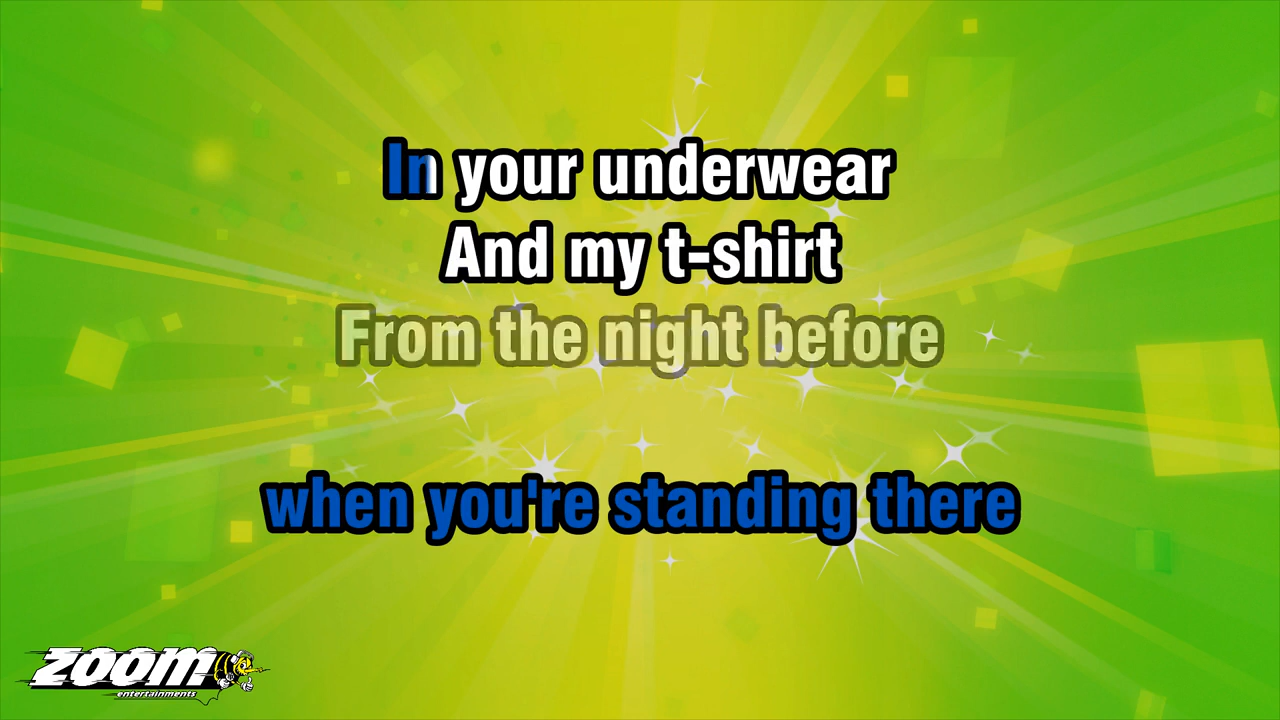 In your underwear
And my t-shirt
From the night before
when you're standing there
ZOOM
entertainments